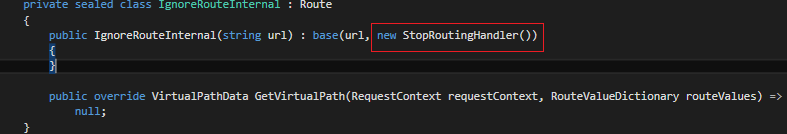 private sealed class IgnoreRouteInternal : Route
{
public IgnoreRouteInternal(string url) : base(url, new StopRoutingHandler())
{
}
public override VirtualPathData GetVirtualPath(RequestContext requestContext, RouteValueDictionary routeValues) =>
null;
}